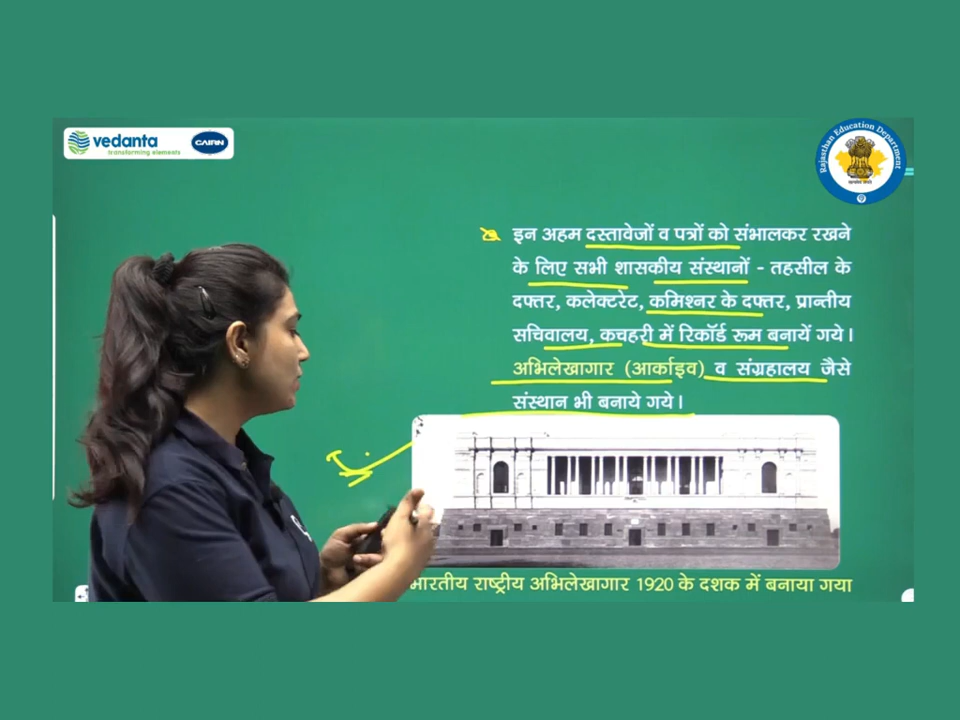 vedanta
transforming elements
CAIRN
Rajasthan Education Department
इन अहम दस्तावेजों व पत्रों को संभालकर रखने
के लिए सभी शासकीय संस्थानों - तहसील के
दफ्तर, कलेक्टरेट, कमिश्नर के दफ्तर, प्रान्तीय
सचिवालय, कचहरी में रिकॉर्ड रूम बनायें गये।
अभिलेखागार (आर्काइव) व संग्रहालय जैसे
संस्थान भी बनाये गये।
भारतीय राष्ट्रीय अभिलेखागार 1920 के दशक में बनाया गया